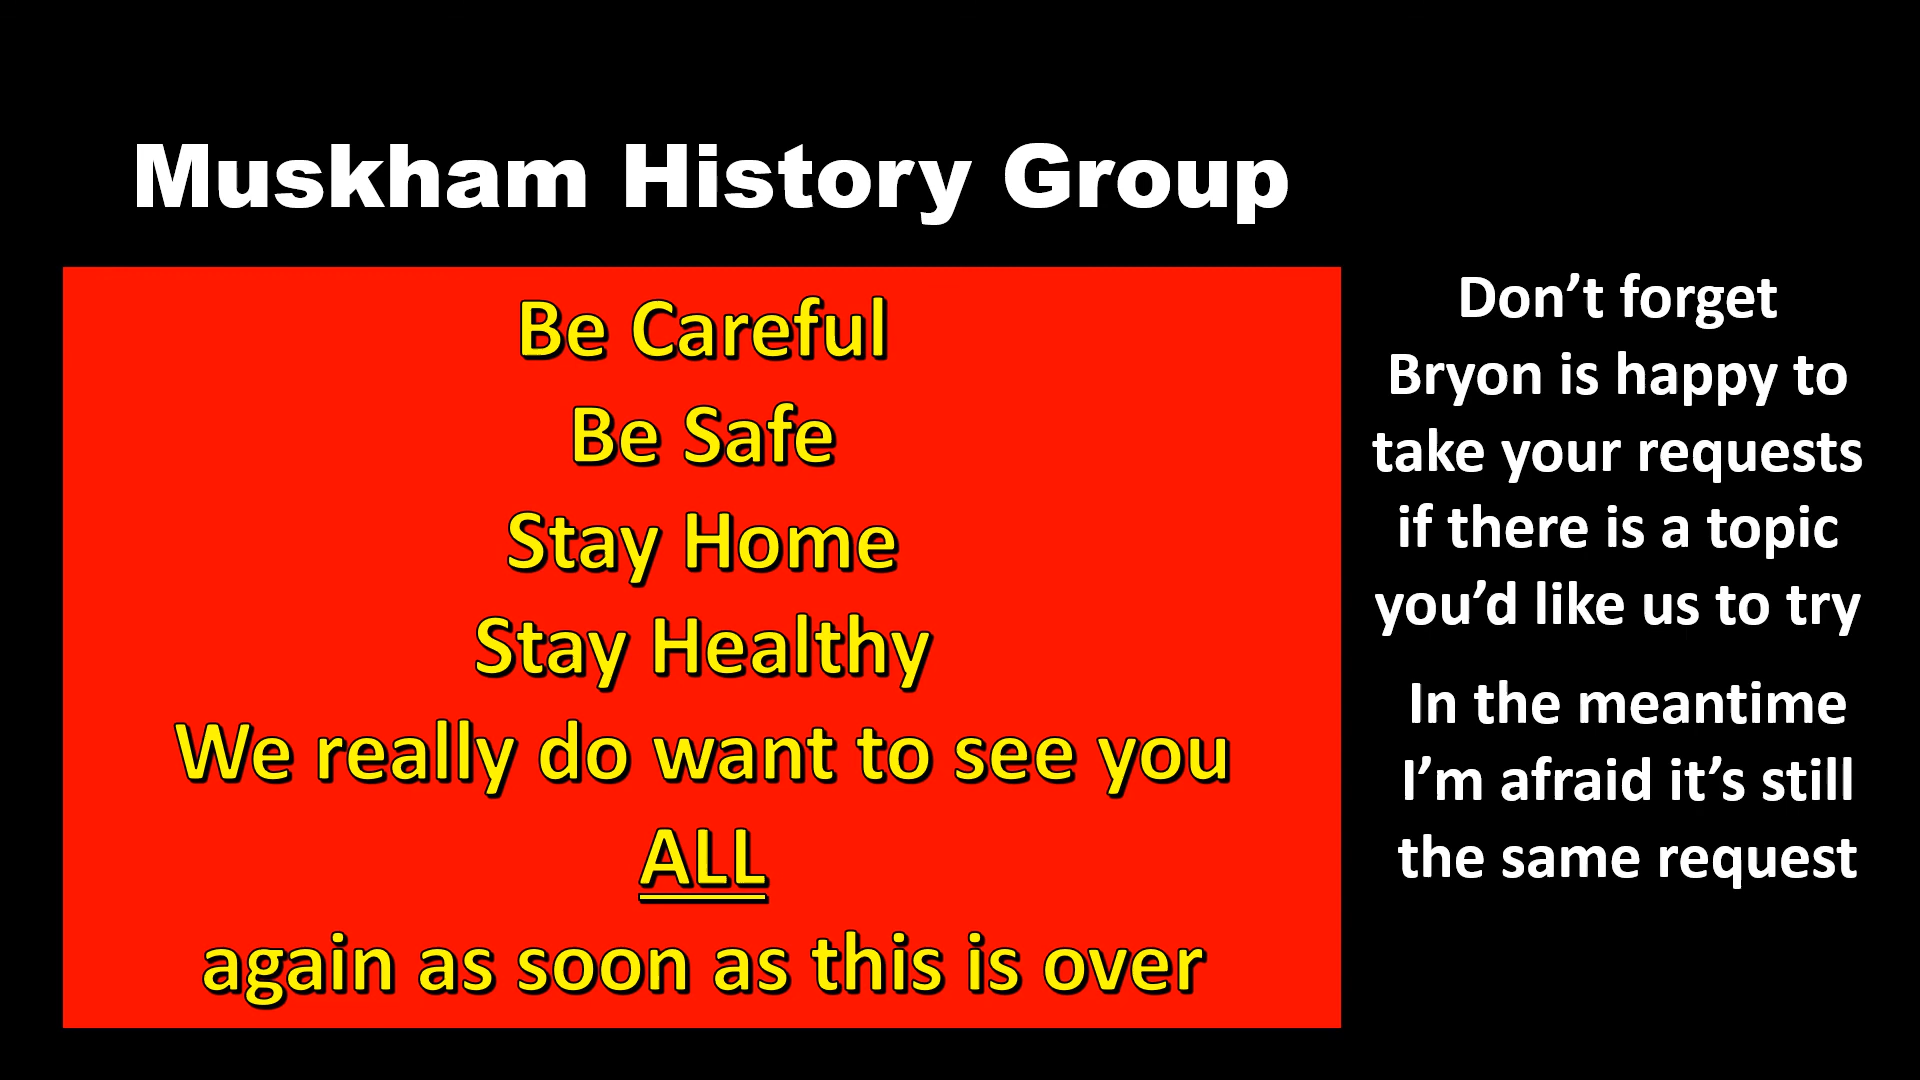 Muskham History Group
Be Careful
Be Safe
Stay Home
Stay Healthy
We really do want to see you
ALL
again as soon as this is over
Don’t forget
Bryon is happy to
take your requests
if there is a topic
you’d like us to try
In the meantime
I’m afraid it’s still
the same request